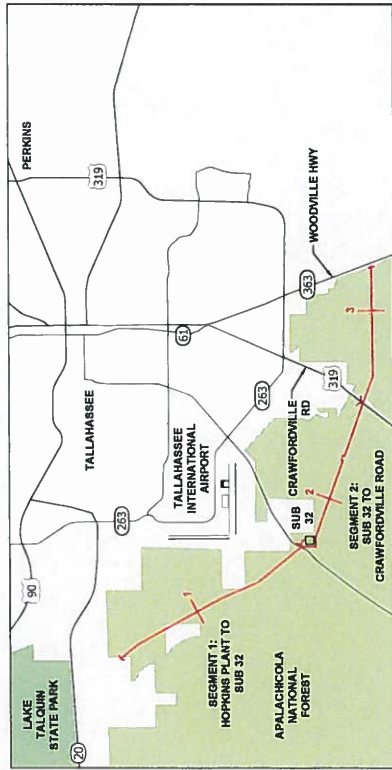 LAKE
TALQUIN
STATE PARK
90
20
263
TALLAHASSEE
PERKINS
319
TALLAHASSEE
INTERNATIONAL
AIRPORT
61
263
1
SEGMENT 1:
HOPKINS PLANT TO
SUB 32
SUB
32
CRAWFORDVILLE
RD
363
WOODVILLE HWY
319
2
3
APALACHICOLA
NATIONAL
FOREST
SEGMENT 2:
SUB 32 TO
CRAWFORDVILLE ROAD